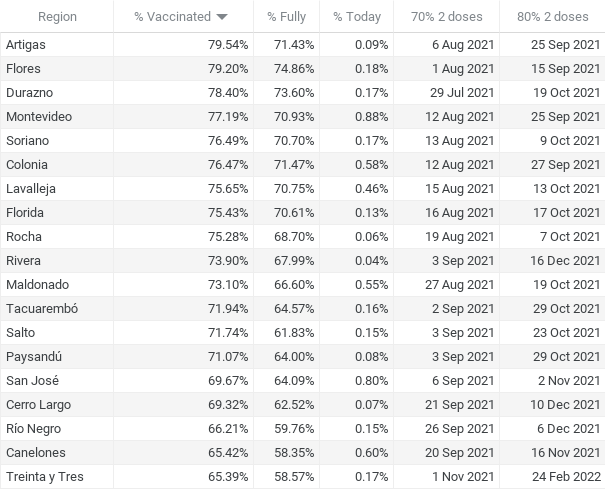 Region % Vaccinated % Fully % Today 70% 2 doses 80% 2 doses
Artigas 79.54% 71.43% 0.09% 6 Aug 2021 25 Sep 2021
Flores 79.20% 74.86% 0.18% 1 Aug 2021 15 Sep 2021
Durazno 78.40% 73.60% 0.17% 29 Jul 2021 19 Oct 2021
Montevideo 77.19% 70.93% 0.88% 12 Aug 2021 25 Sep 2021
Soriano 76.49% 70.70% 0.17% 13 Aug 2021 9 Oct 2021
Colonia 76.47% 71.47% 0.58% 12 Aug 2021 27 Sep 2021
Lavalleja 75.65% 70.75% 0.46% 15 Aug 2021 13 Oct 2021
Florida 75.43% 70.61% 0.13% 16 Aug 2021 17 Oct 2021
Rocha 75.28% 68.70% 0.06% 19 Aug 2021 7 Oct 2021
Rivera 73.90% 67.99% 0.04% 3 Sep 2021 16 Dec 2021
Maldonado 73.10% 66.60% 0.55% 27 Aug 2021 19 Oct 2021
Tacuarembó 71.94% 64.57% 0.16% 2 Sep 2021 29 Oct 2021
Salto 71.74% 61.83% 0.15% 3 Sep 2021 23 Oct 2021
Paysandú 71.07% 64.00% 0.08% 3 Sep 2021 29 Oct 2021
San José 69.67% 64.09% 0.80% 6 Sep 2021 2 Nov 2021
Cerro Largo 69.32% 62.52% 0.07% 21 Sep 2021 10 Dec 2021
Río Negro 66.21% 59.76% 0.15% 26 Sep 2021 6 Dec 2021
Canelones 65.42% 58.35% 0.60% 20 Sep 2021 16 Nov 2021
Treinta y Tres 65.39% 58.57% 0.17% 1 Nov 2021 24 Feb 2022